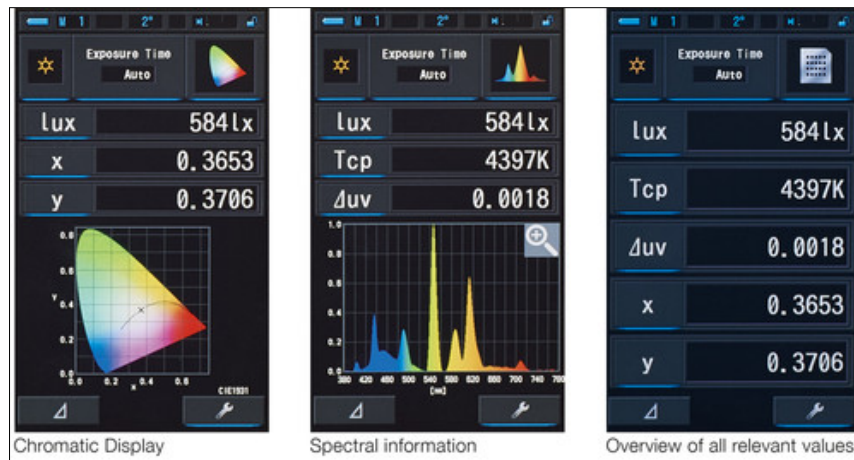 M 1 2°
Exposure Time
Auto
lux 584lx
x 0.3653
y 0.3706
0.8
0.6
y 0.4
0.2
0.0
0.0 0.2 x 0.4 0.6
CIE1931
⊿
Chromatic Display
M 1 2°
Exposure Time
Auto
lux 584lx
Tcp 4397K
⊿uv 0.0018
1.0
0.8
0.6
0.4
0.2
0.0
380 420 460 500 540 580 620 660 700 740 780
[nm]
⊿
Spectral information
M 1 2°
Exposure Time
Auto
lux 584lx
Tcp 4397K
⊿uv 0.0018
x 0.3653
y 0.3706
⊿
Overview of all relevant values